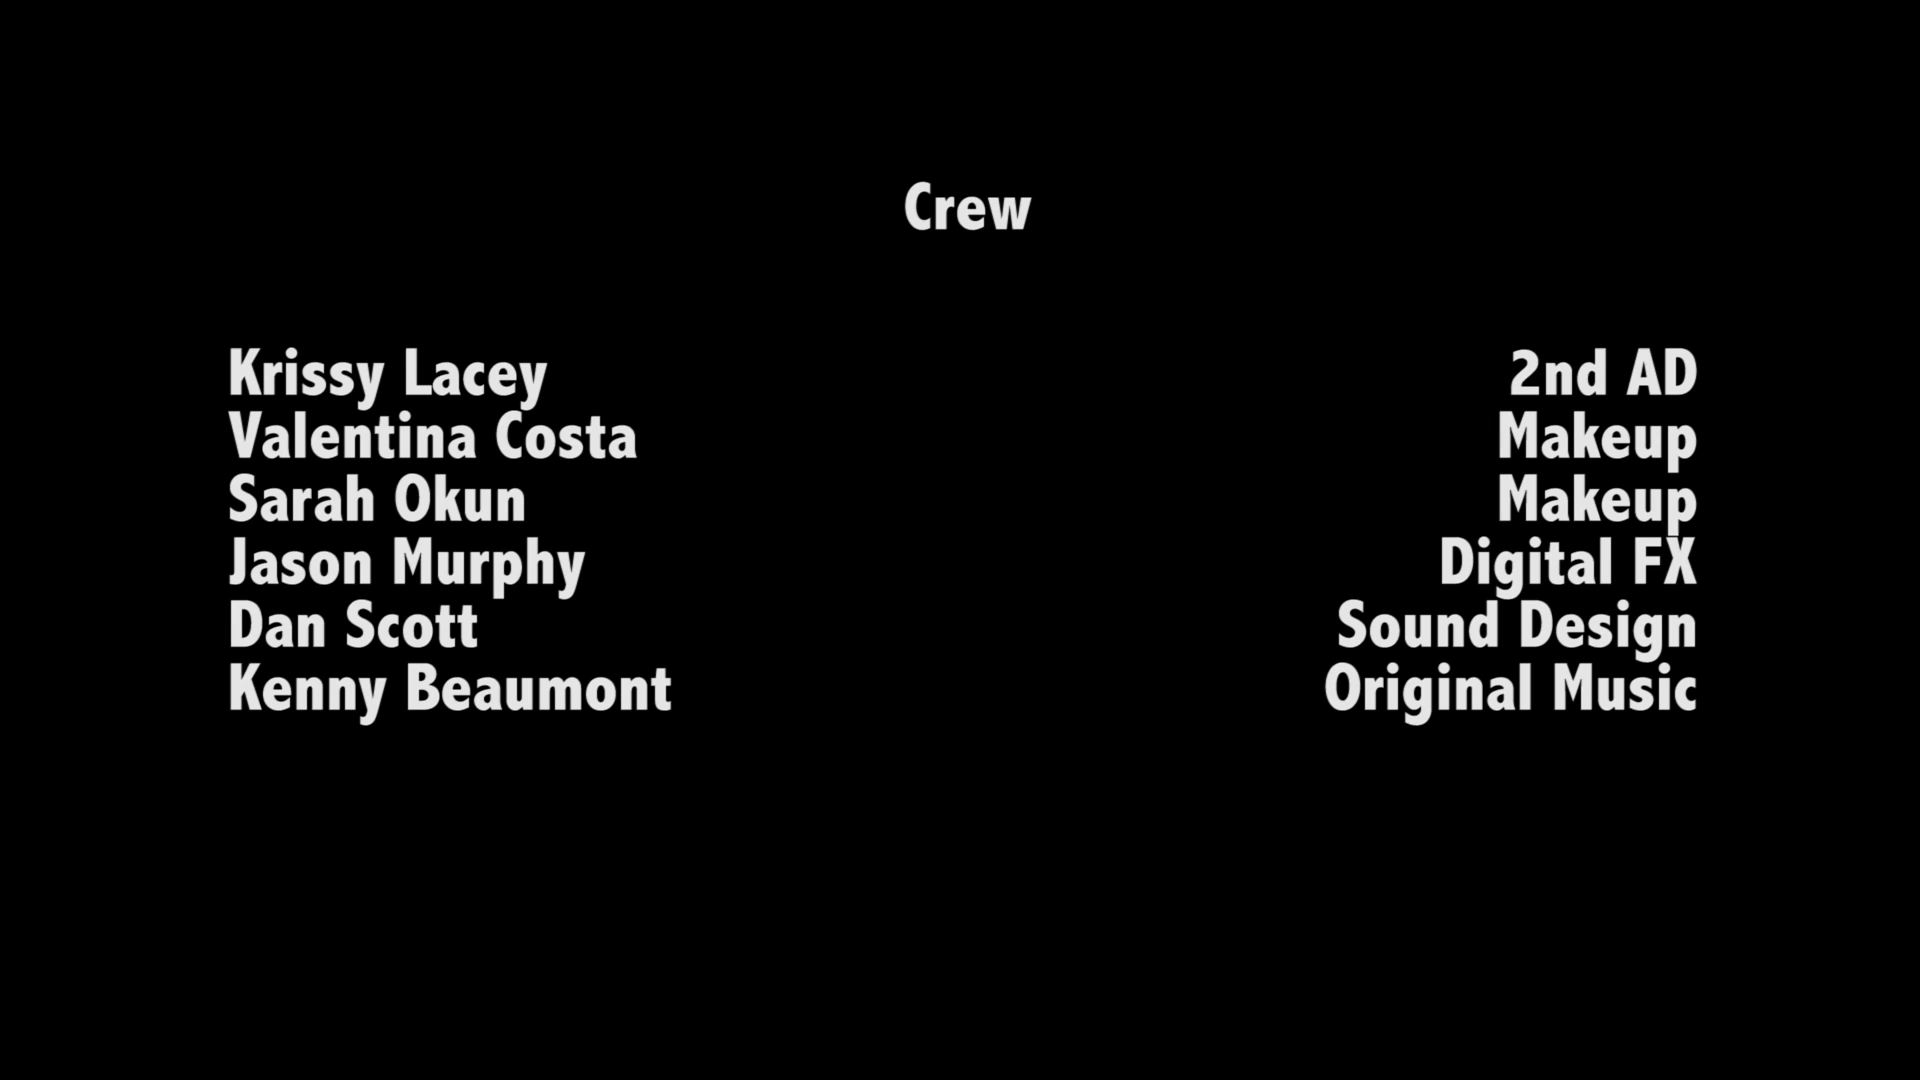 Crew
Krissy Lacey 2nd AD
Valentina Costa Makeup
Sarah Okun Makeup
Jason Murphy Digital FX
Dan Scott Sound Design
Kenny Beaumont Original Music